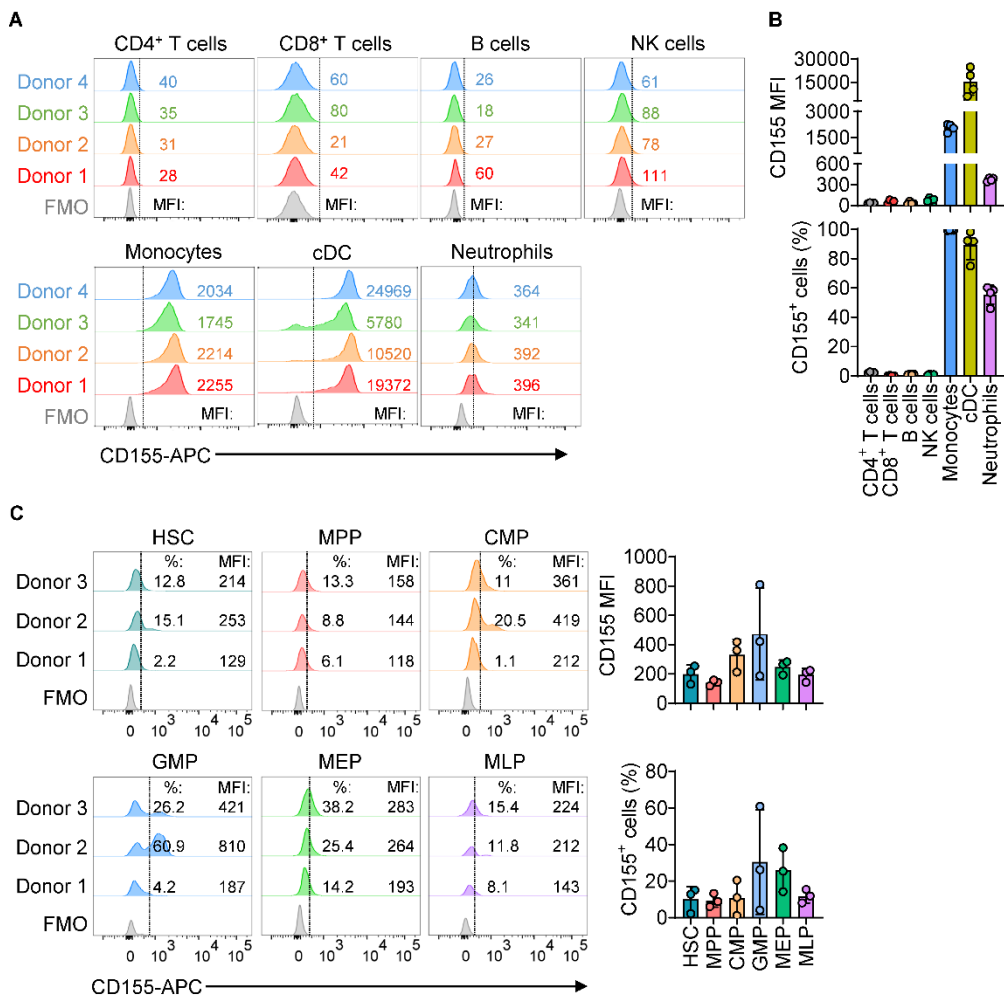 A
CD4⁺ T cells CD8⁺ T cells B cells NK cells
Donor 4 40 60 26 61
Donor 3 35 80 18 88
Donor 2 31 21 27 78
Donor 1 28 42 60 111
FMO MFI: MFI: MFI: MFI:
Monocytes cDC Neutrophils
Donor 4 2034 24969 364
Donor 3 1745 5780 341
Donor 2 2214 10520 392
Donor 1 2255 19372 396
FMO MFI: MFI: MFI:
CD155-APC
B
CD155 MFI
30000
15000
3000
1500
600
300
0
CD155⁺ cells (%)
100
80
60
40
20
0
CD4⁺ T cells
CD8⁺ T cells
B cells
NK cells
Monocytes
cDC
Neutrophils
C
HSC MPP CMP
%: MFI: %: MFI: %: MFI:
Donor 3 12.8 214 13.3 158 11 361
Donor 2 15.1 253 8.8 144 20.5 419
Donor 1 2.2 129 6.1 118 1.1 212
FMO
0 10³ 10⁴ 10⁵ 0 10³ 10⁴ 10⁵ 0 10³ 10⁴ 10⁵
GMP MEP MLP
%: MFI: %: MFI: %: MFI:
Donor 3 26.2 421 38.2 283 15.4 224
Donor 2 60.9 810 25.4 264 11.8 212
Donor 1 4.2 187 14.2 193 8.1 143
FMO
0 10³ 10⁴ 10⁵ 0 10³ 10⁴ 10⁵ 0 10³ 10⁴ 10⁵
CD155-APC
CD155 MFI
1000
800
600
400
200
0
CD155⁺ cells (%)
80
60
40
20
0
HSC
MPP
CMP
GMP
MEP
MLP